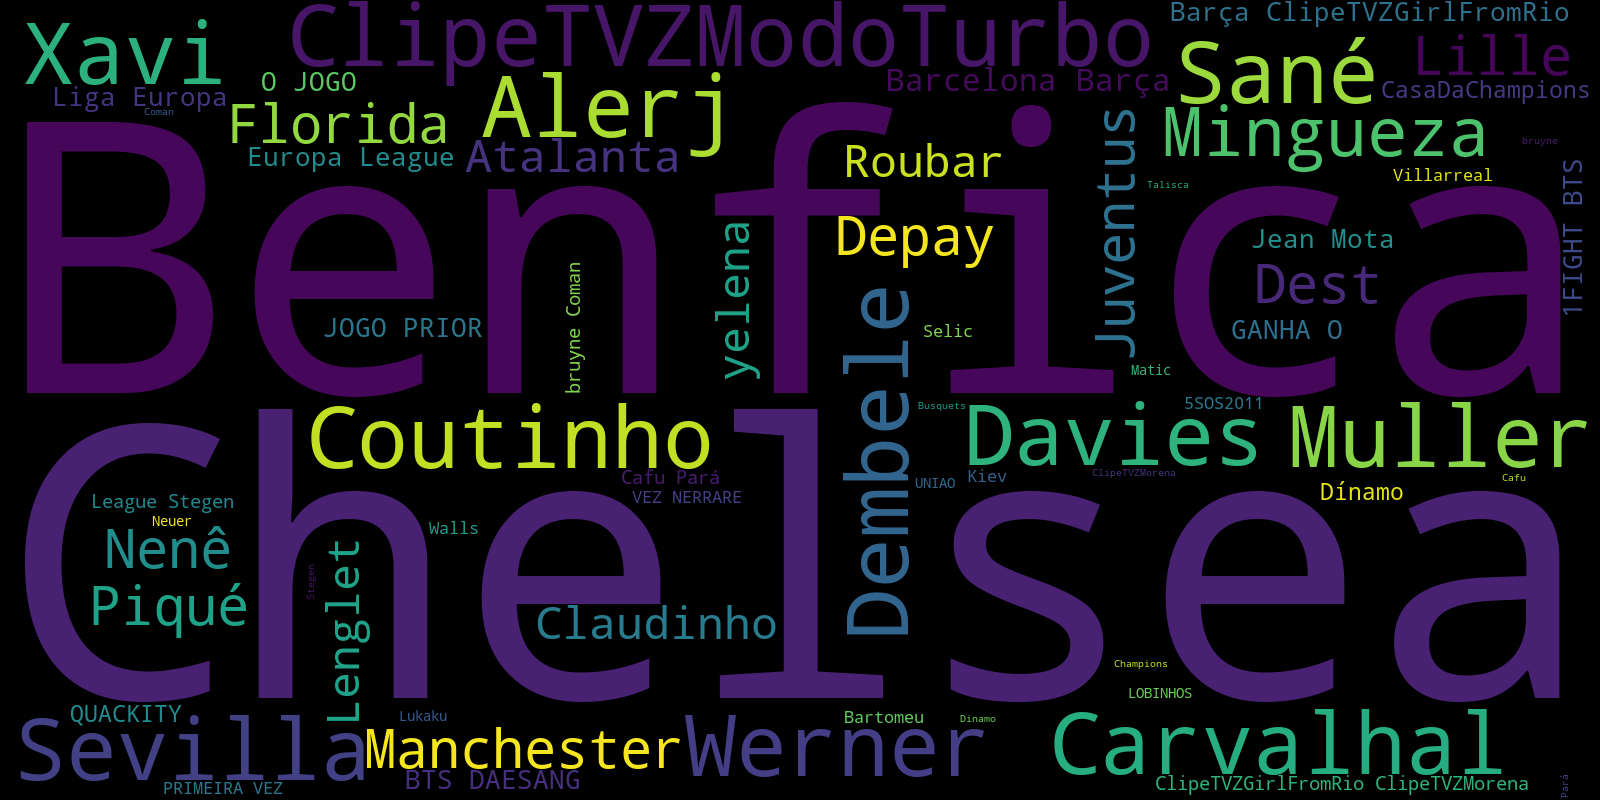 Xavi
ClipeTVZModoTurbo
Barça ClipeTVZGirlFromRio
Sané
Lille
O JOGO
Liga Europa
Coman
Barcelona Barça
CasaDaChampions
Florida
Alerj
Mingueza
Europa League
Atalanta
Roubar
Juventus
bruyne
Villarreal
Talisca
1FIGHT BTS
Benfica
yelena
Depay
Jean Mota
Dest
JOGO PRIOR
bruyne Coman
Selic
GANHA O
Matic
Dembele
Busquets
5SOS2011
Coutinho
Davies
Muller
Chelsea
Cafu Pará
UNIAO
Kiev
ClipeTVZMorena
Cafu
Dínamo
League Stegen
VEZ NERRARE
Neuer
Walls
Nenê
Stegen
Lenglet
Piqué
Claudinho
Champions
LOBINHOS
QUACKITY
Lukaku
Bartomeu
Dinamo
Sevilla
Manchester
Werner
Carvalhal
BTS DAESANG
PRIMEIRA VEZ
ClipeTVZGirlFromRio ClipeTVZMorena
Pará